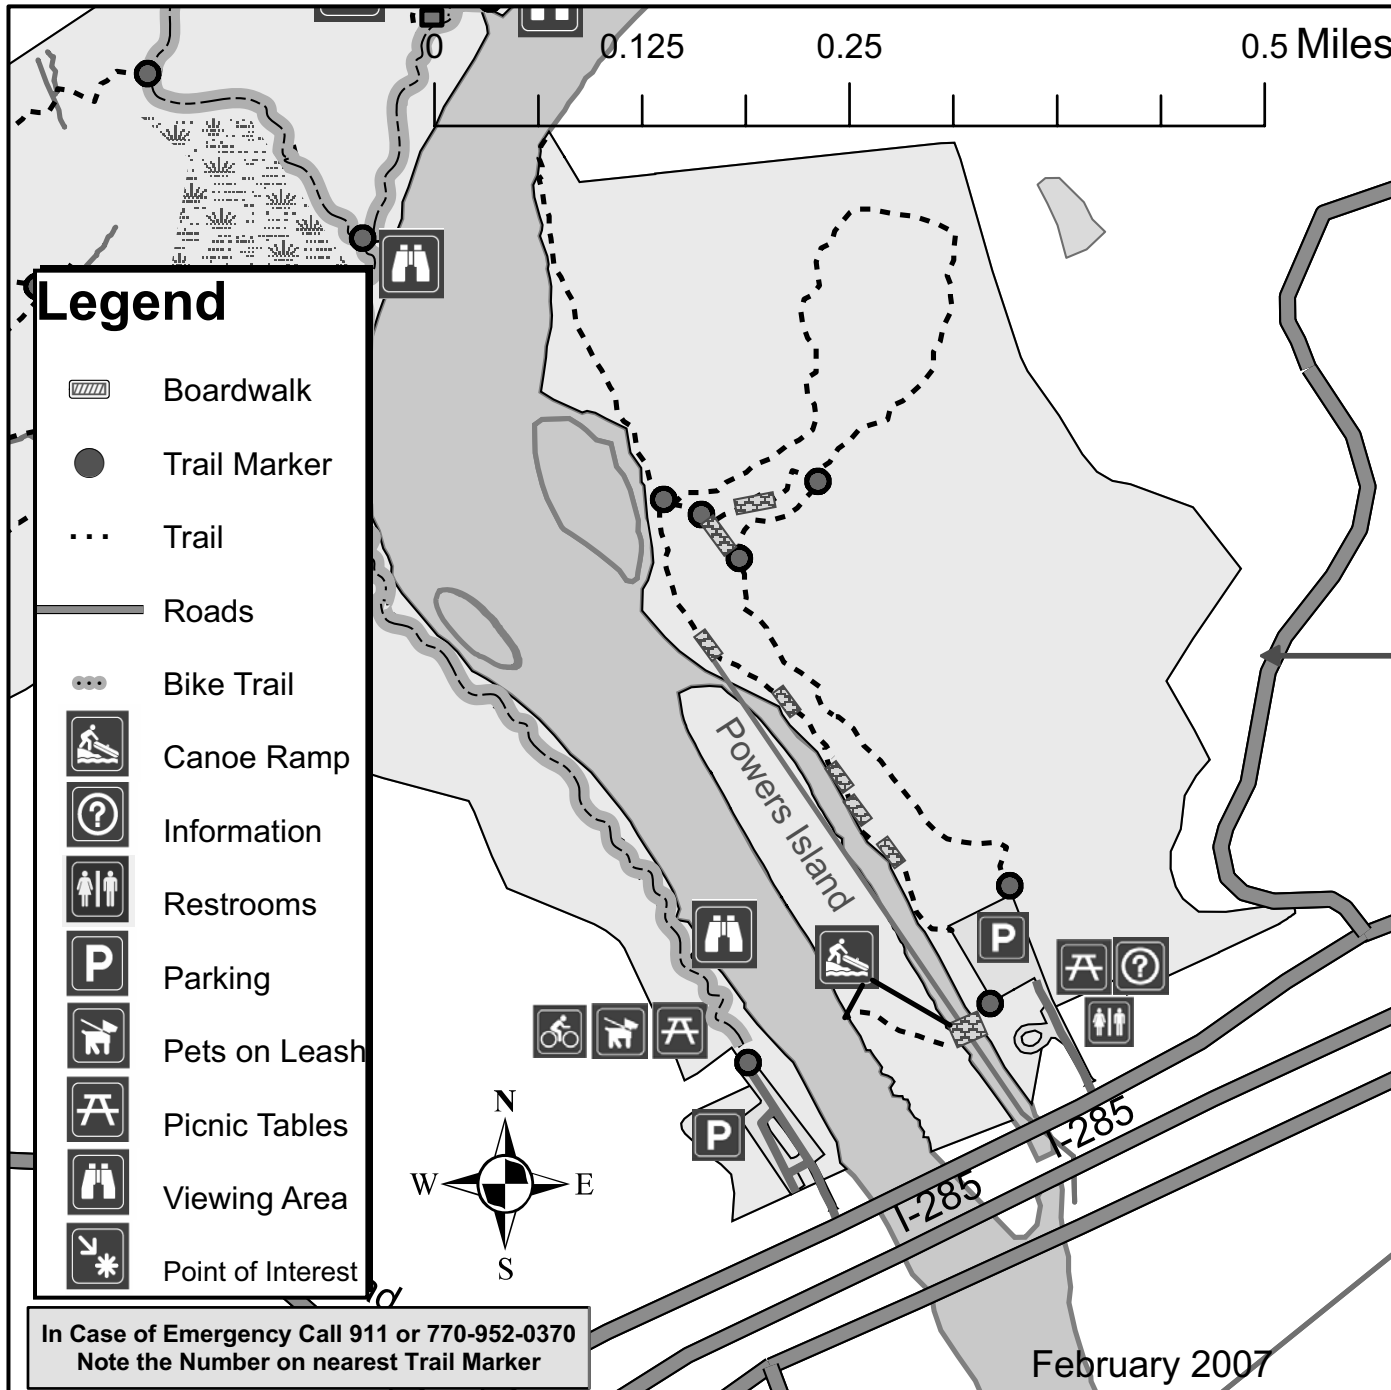 0 0.125 0.25 0.5 Miles
Legend
Boardwalk
Trail Marker
Trail
Roads
Bike Trail
Canoe Ramp
? Information
Restrooms
P Parking
Pets on Leash
Picnic Tables
Viewing Area
Point of Interest
Powers Island
P
?
P
N
W E
S
I-285
I-285
In Case of Emergency Call 911 or 770-952-0370
Note the Number on nearest Trail Marker
February 2007